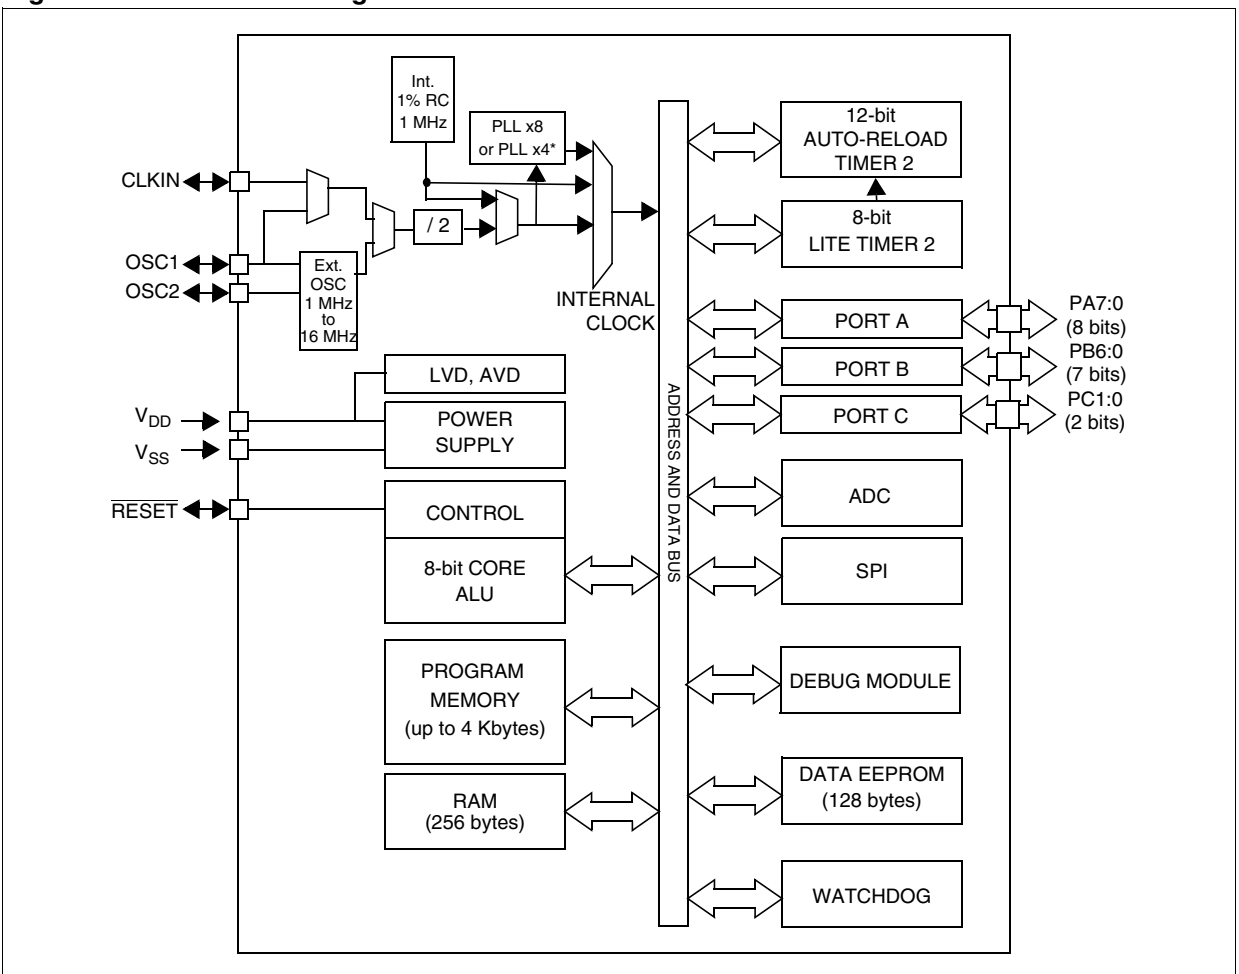 Int.
1% RC
1 MHz
PLL x8
or PLL x4*
CLKIN
/ 2
OSC1
OSC2
Ext.
OSC
1 MHz
to
16 MHz
INTERNAL
CLOCK
LVD, AVD
VDD
VSS
POWER
SUPPLY
RESET
CONTROL
8-bit CORE
ALU
PROGRAM
MEMORY
(up to 4 Kbytes)
RAM
(256 bytes)
ADDRESS AND DATA BUS
12-bit
AUTO-RELOAD
TIMER 2
8-bit
LITE TIMER 2
PORT A
PA7:0
(8 bits)
PORT B
PB6:0
(7 bits)
PORT C
PC1:0
(2 bits)
ADC
SPI
DEBUG MODULE
DATA EEPROM
(128 bytes)
WATCHDOG